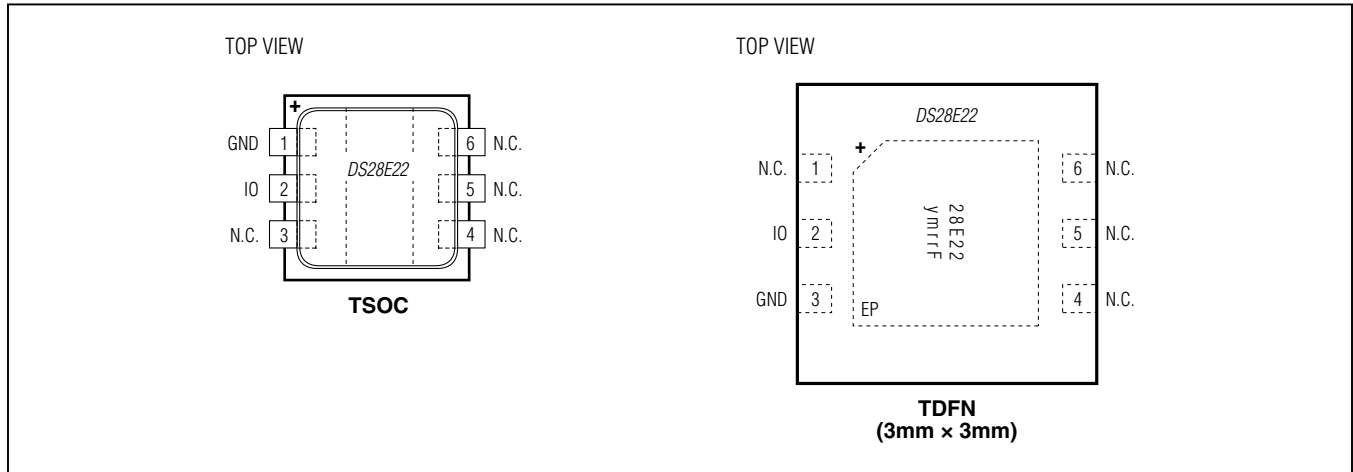 TOP VIEW
+
GND 1
6 N.C.
DS28E22
IO 2
5 N.C.
N.C. 3
4 N.C.
TSOC
TOP VIEW
DS28E22
+
N.C. 1
6 N.C.
28E22
ymrrF
IO 2
5 N.C.
GND 3
4 N.C.
EP
TDFN
(3mm × 3mm)